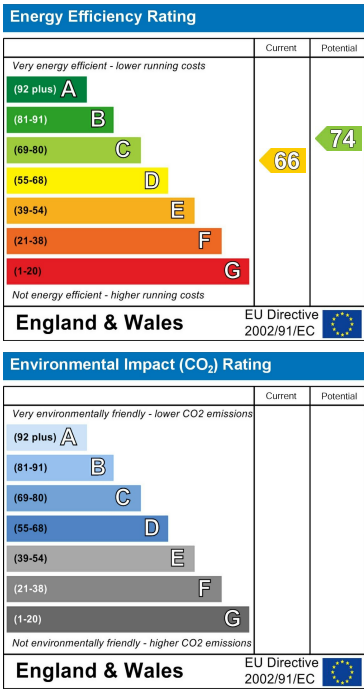 Energy Efficiency Rating
Current Potential
Very energy efficient - lower running costs
(92 plus) A
(81-91) B
(69-80) C
(55-68) D
(39-54) E
(21-38) F
(1-20) G
66
74
Not energy efficient - higher running costs
England & Wales
EU Directive
2002/91/EC
Environmental Impact (CO₂) Rating
Current Potential
Very environmentally friendly - lower CO2 emissions
(92 plus) A
(81-91) B
(69-80) C
(55-68) D
(39-54) E
(21-38) F
(1-20) G
Not environmentally friendly - higher CO2 emissions
England & Wales
EU Directive
2002/91/EC